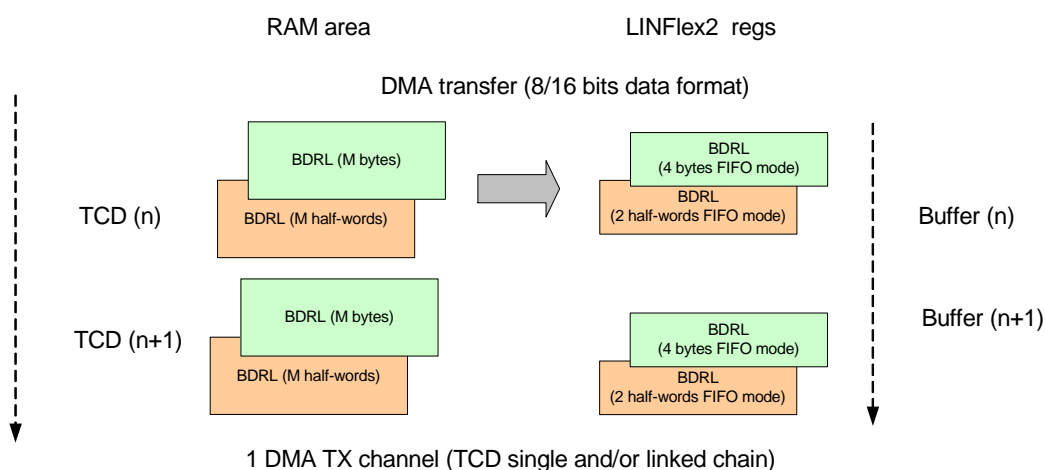 RAM area
LINFlex2 regs
DMA transfer (8/16 bits data format)
BDRL (M bytes)
BDRL
(4 bytes FIFO mode)
BDRL (M half-words)
BDRL
(2 half-words FIFO mode)
TCD (n)
Buffer (n)
BDRL (M bytes)
BDRL
(4 bytes FIFO mode)
TCD (n+1)
Buffer (n+1)
BDRL (M half-words)
BDRL
(2 half-words FIFO mode)
1 DMA TX channel (TCD single and/or linked chain)